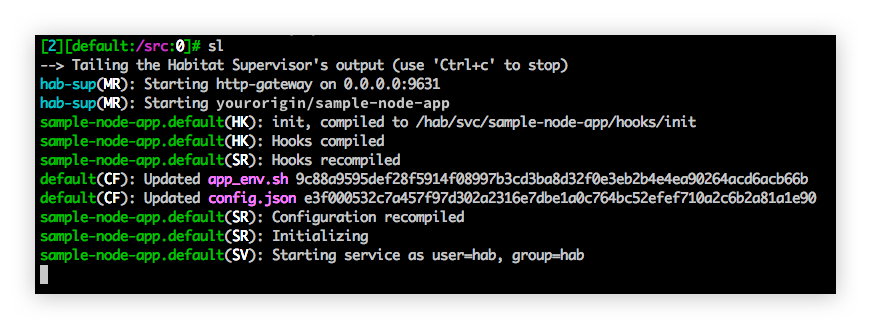 [2][default:/src:0]# sl
--> Tailing the Habitat Supervisor's output (use 'Ctrl+c' to stop)
hab-sup(MR): Starting http-gateway on 0.0.0.0:9631
hab-sup(MR): Starting yourorigin/sample-node-app
sample-node-app.default(HK): init, compiled to /hab/svc/sample-node-app/hooks/init
sample-node-app.default(HK): Hooks compiled
sample-node-app.default(SR): Hooks recompiled
default(CF): Updated app_env.sh 9c88a9595def28f5914f08997b3cd3ba8d32f0e3eb2b4e4ea90264acd6acb66b
default(CF): Updated config.json e3f000532c7a457f97d302a2316e7dbe1a0c764bc52efef710a2c6b2a81a1e90
sample-node-app.default(SR): Configuration recompiled
sample-node-app.default(SR): Initializing
sample-node-app.default(SV): Starting service as user=hab, group=hab